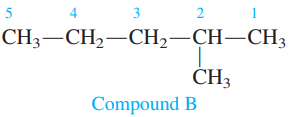 5 4 3 2 1
CH₃—CH₂—CH₂—CH—CH₃
CH₃
Compound B